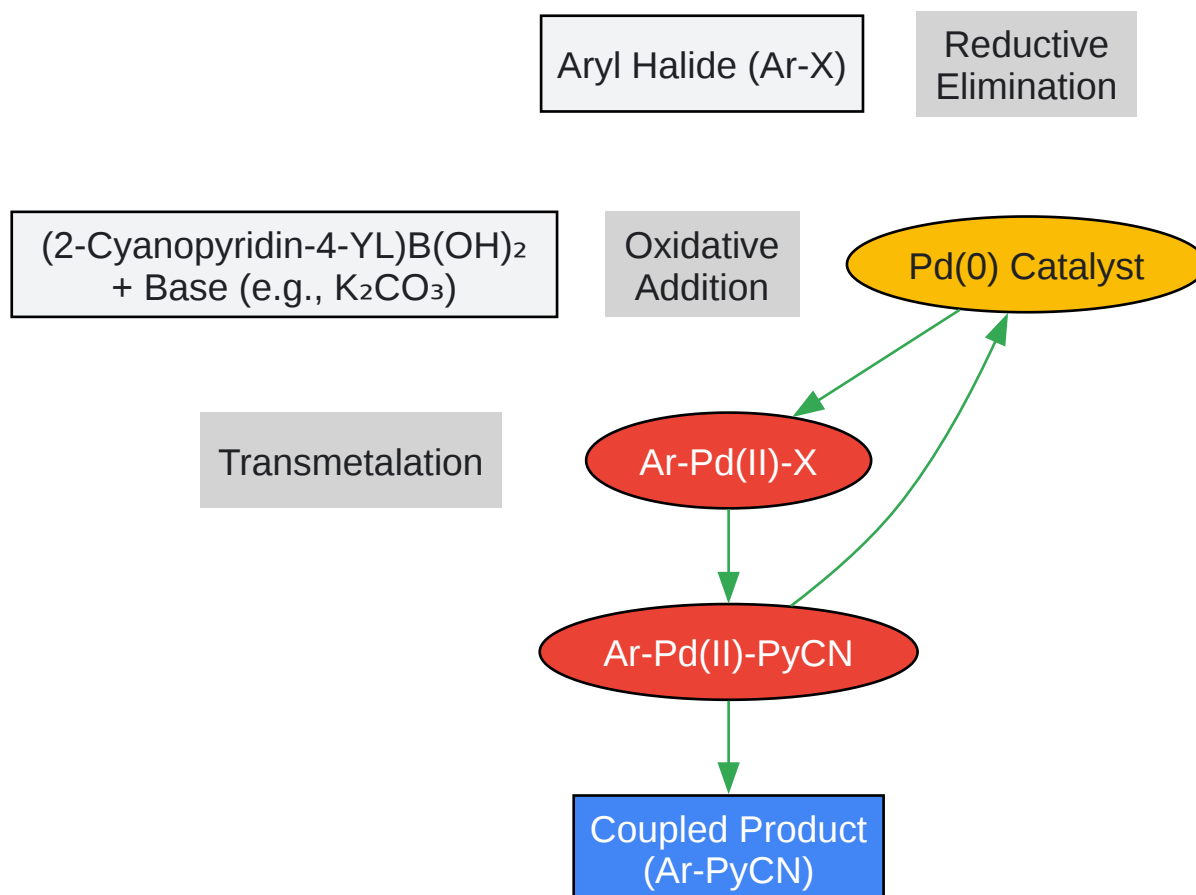 Aryl Halide (Ar-X)
Reductive
Elimination
(2-Cyanopyridin-4-YL)B(OH)₂
+ Base (e.g., K₂CO₃)
Oxidative
Addition
Pd(0) Catalyst
Transmetalation
Ar-Pd(II)-X
Ar-Pd(II)-PyCN
Coupled Product
(Ar-PyCN)